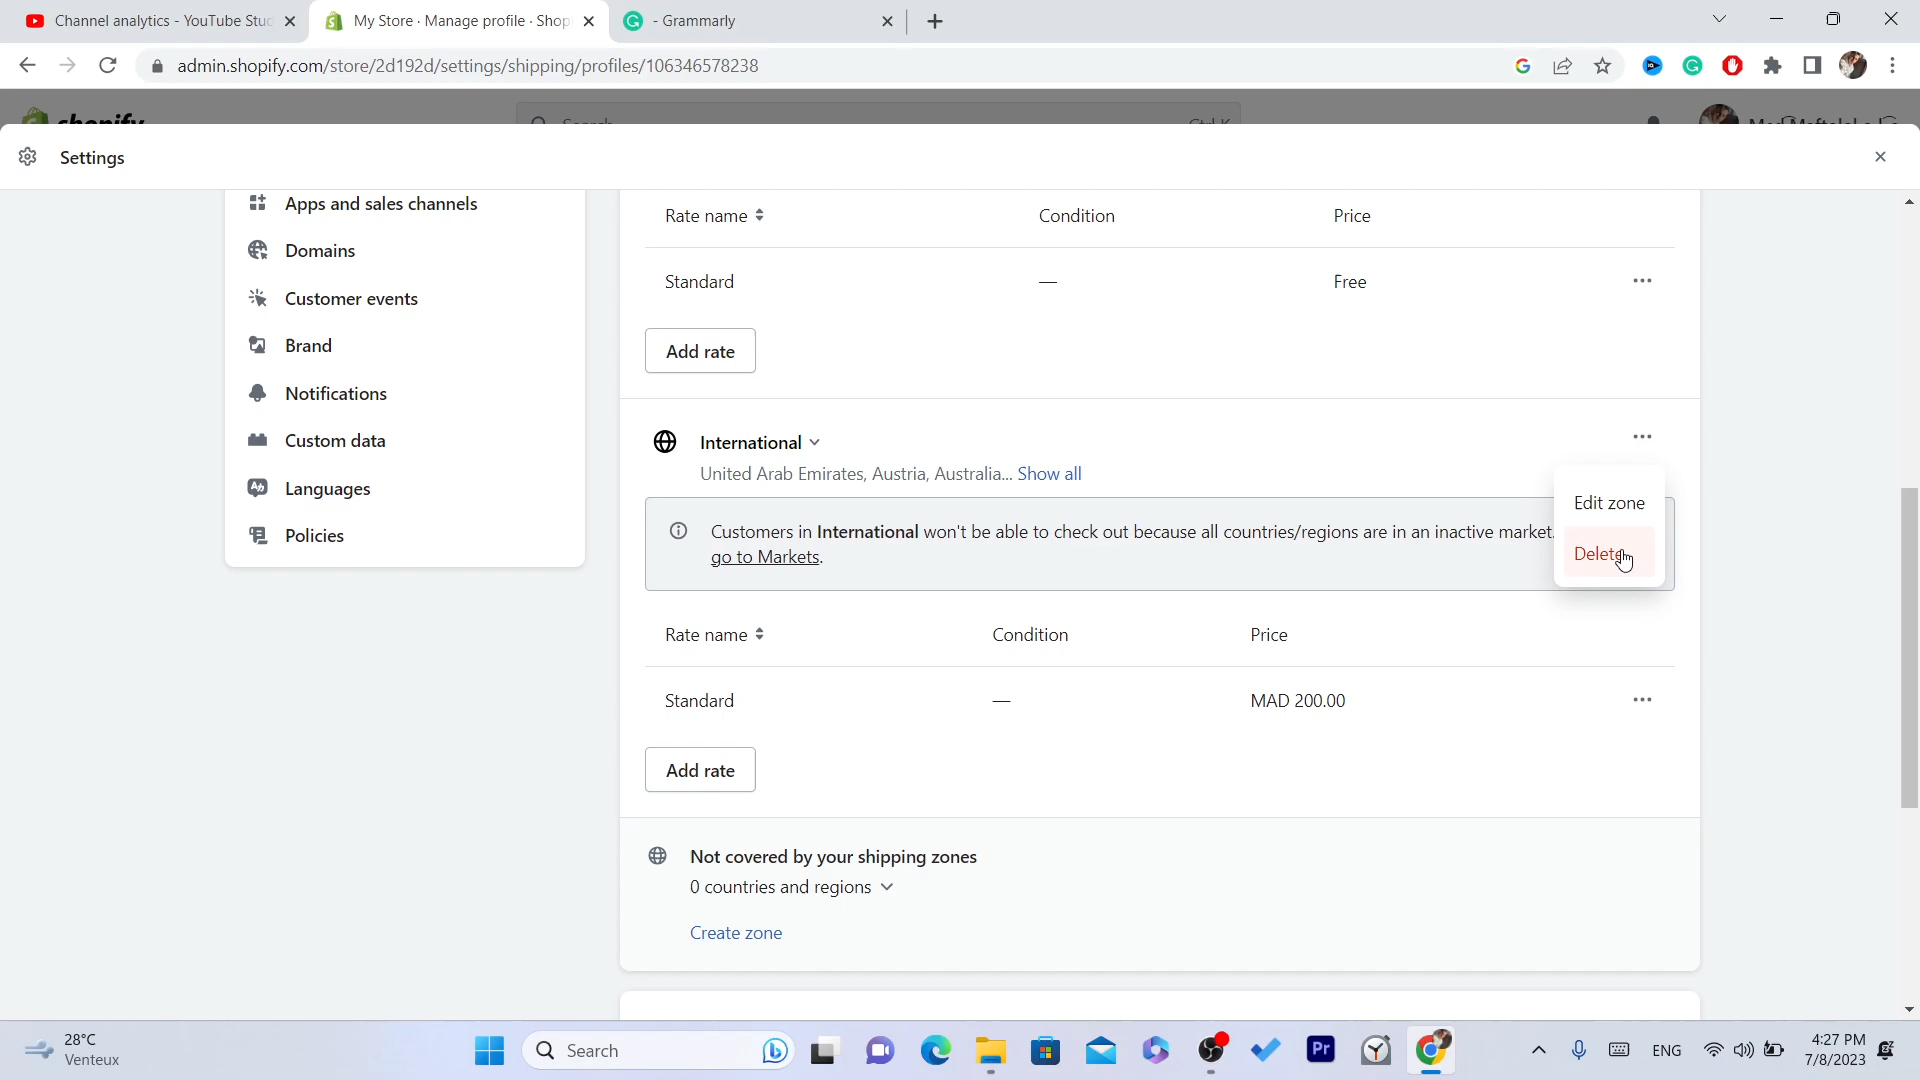 Channel analytics - YouTube Stu
My Store · Manage profile · Shop
- Grammarly
admin.shopify.com/store/2d192d/settings/shipping/profiles/106346578238
shopify
Search
Ctrl K
Settings
Apps and sales channels
Domains
Customer events
Brand
Notifications
Custom data
Languages
Policies
Rate name
Condition
Price
Standard
—
Free
Add rate
International
United Arab Emirates, Austria, Australia... Show all
Customers in International won't be able to check out because all countries/regions are in an inactive market.
go to Markets.
Edit zone
Delete
Rate name
Condition
Price
Standard
—
MAD 200.00
Add rate
Not covered by your shipping zones
0 countries and regions
Create zone
28°C
Venteux
Search
Pr
ENG
4:27 PM
7/8/2023